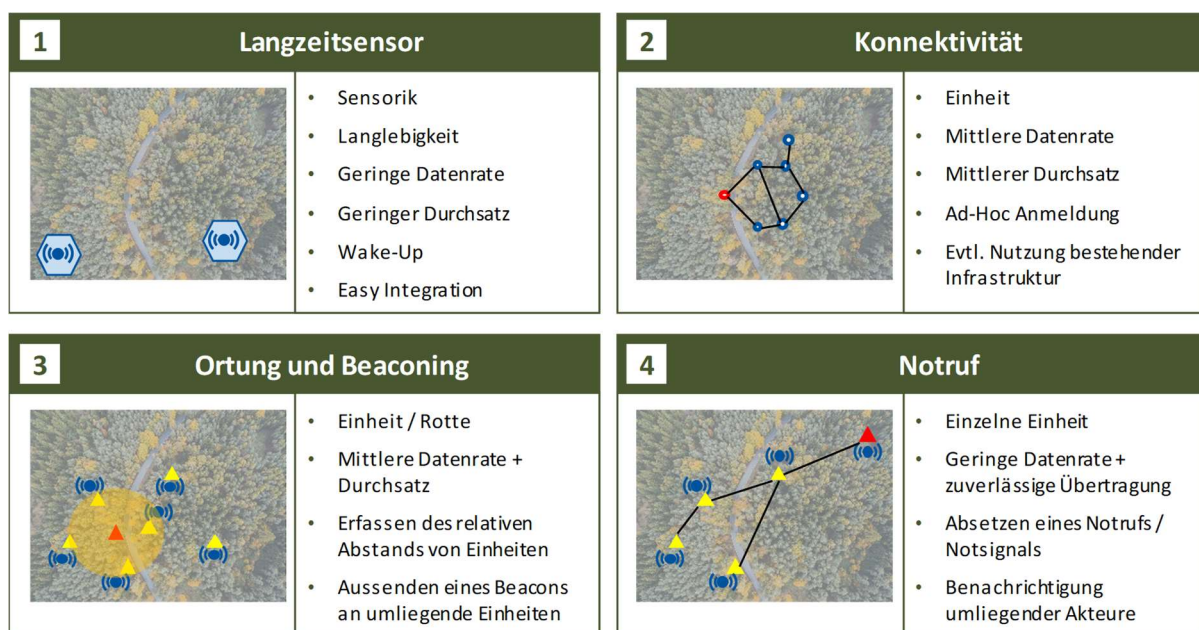 1
Langzeitsensor
• Sensorik
• Langlebigkeit
• Geringe Datenrate
• Geringer Durchsatz
• Wake-Up
• Easy Integration
2
Konnektivität
• Einheit
• Mittlere Datenrate
• Mittlerer Durchsatz
• Ad-Hoc Anmeldung
• Evtl. Nutzung bestehender
Infrastruktur
3
Ortung und Beaconing
• Einheit / Rotte
• Mittlere Datenrate +
Durchsatz
• Erfassen des relativen
Abstands von Einheiten
• Aussenden eines Beacons
an umliegende Einheiten
4
Notruf
• Einzelne Einheit
• Geringe Datenrate +
zuverlässige Übertragung
• Absetzen eines Notrufs /
Notsignals
• Benachrichtigung
umliegender Akteure